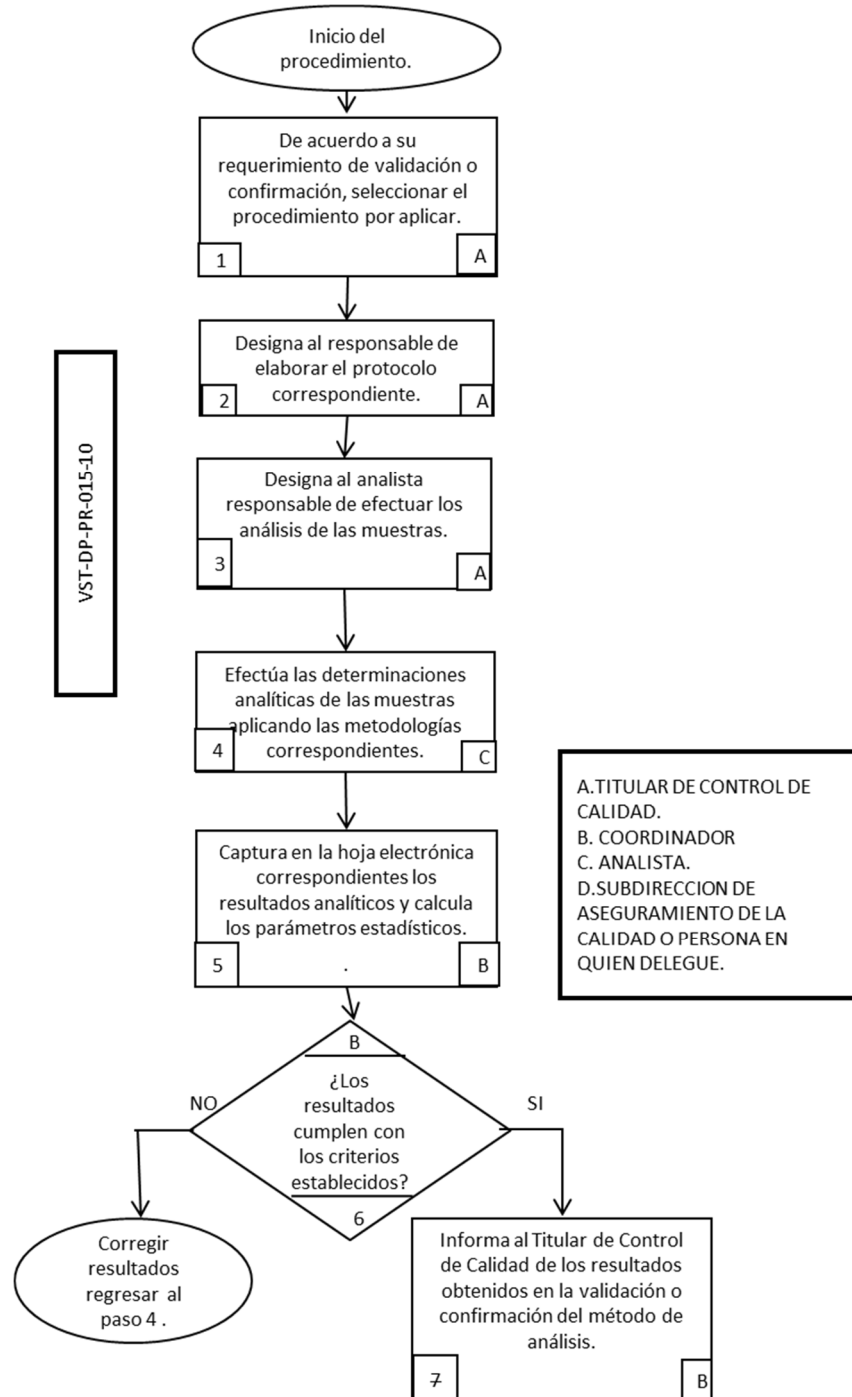 Inicio del
procedimiento.
De acuerdo a su
requerimiento de validación o
confirmación, seleccionar el
procedimiento por aplicar.
1
A
Designa al responsable de
elaborar el protocolo
correspondiente.
2
A
VST-DP-PR-015-10
Designa al analista
responsable de efectuar los
análisis de las muestras.
3
A
Efectúa las determinaciones
analíticas de las muestras
aplicando las metodologías
correspondientes.
4
C
A.TITULAR DE CONTROL DE
CALIDAD.
B. COORDINADOR
C. ANALISTA.
D.SUBDIRECCION DE
ASEGURAMIENTO DE LA
CALIDAD O PERSONA EN
QUIEN DELEGUE.
Captura en la hoja electrónica
correspondientes los
resultados analíticos y calcula
los parámetros estadísticos.
.
5
B
B
¿Los
resultados
cumplen con
los criterios
establecidos?
6
NO
SI
Corregir
resultados
regresar al
paso 4 .
Informa al Titular de Control
de Calidad de los resultados
obtenidos en la validación o
confirmación del método de
análisis.
7
B